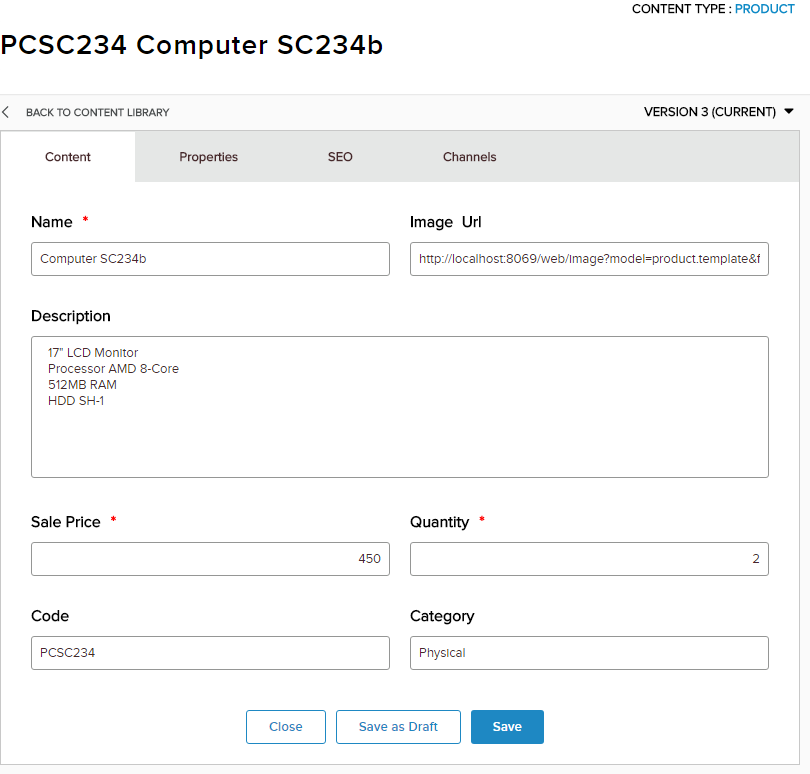 CONTENT TYPE : PRODUCT
PCSC234 Computer SC234b
BACK TO CONTENT LIBRARY
VERSION 3 (CURRENT)
Content Properties SEO Channels
Name * Image Url
Computer SC234b http://localhost:8069/web/image?model=product.template&f
Description
17" LCD Monitor
Processor AMD 8-Core
512MB RAM
HDD SH-1
Sale Price * Quantity *
450 2
Code Category
PCSC234 Physical
Close Save as Draft Save